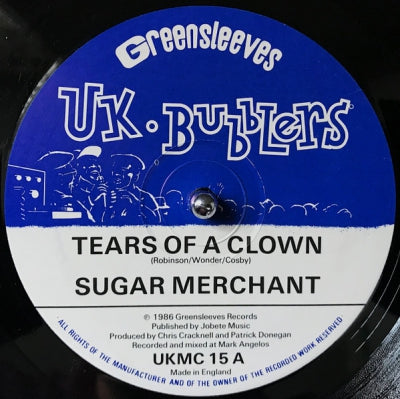 Greensleeves
UK·BUBBLERS
TEARS OF A CLOWN
(Robinson/Wonder/Cosby)
SUGAR MERCHANT
℗ 1986 Greensleeves Records
Published by Jobete Music
Produced by Chris Cracknell and Patrick Donegan
Recorded and mixed at Mark Angelos
UKMC 15 A
Made in England
ALL RIGHTS OF THE MANUFACTURER AND OF THE OWNER OF THE RECORDED WORK RESERVED